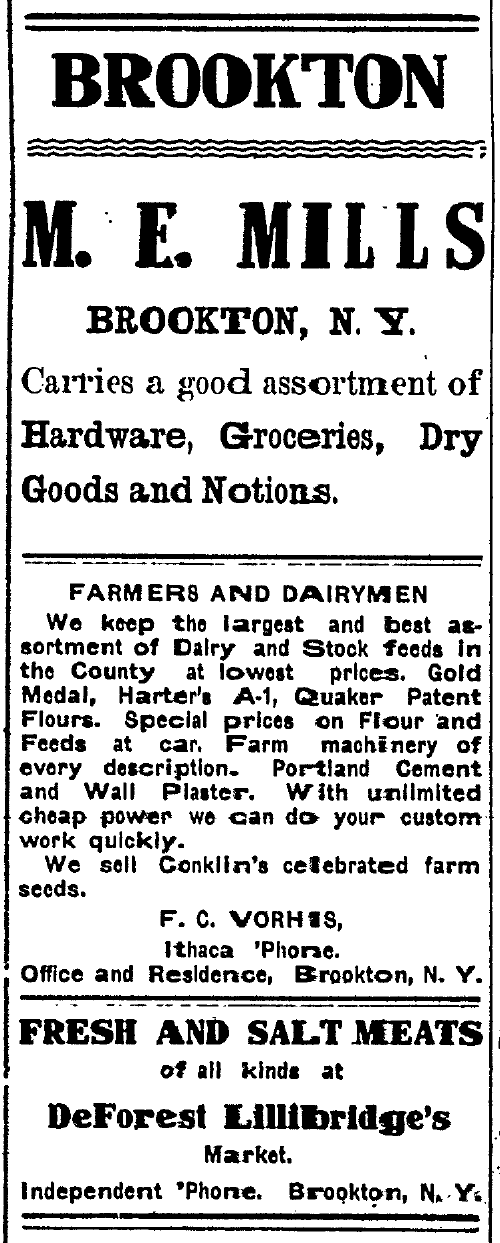 BROOKTON
M. E. MILLS
BROOKTON, N. Y.
Carries a good assortment of
Hardware, Groceries, Dry
Goods and Notions.
FARMERS AND DAIRYMEN
We keep the largest and best as-
sortment of Dairy and Stock feeds in
the County at lowest prices. Gold
Medal, Harter's A-1, Quaker Patent
Flours. Special prices on Flour and
Feeds at car. Farm machinery of
every description. Portland Cement
and Wall Plaster. With unlimited
cheap power we can do your custom
work quickly.
We sell Conklin's celebrated farm
seeds.
F. C. VORHIS,
Ithaca 'Phone.
Office and Residence, Brookton, N. Y.
FRESH AND SALT MEATS
of all kinds at
DeForest Lillibridge's
Market.
Independent 'Phone. Brookton, N. Y.